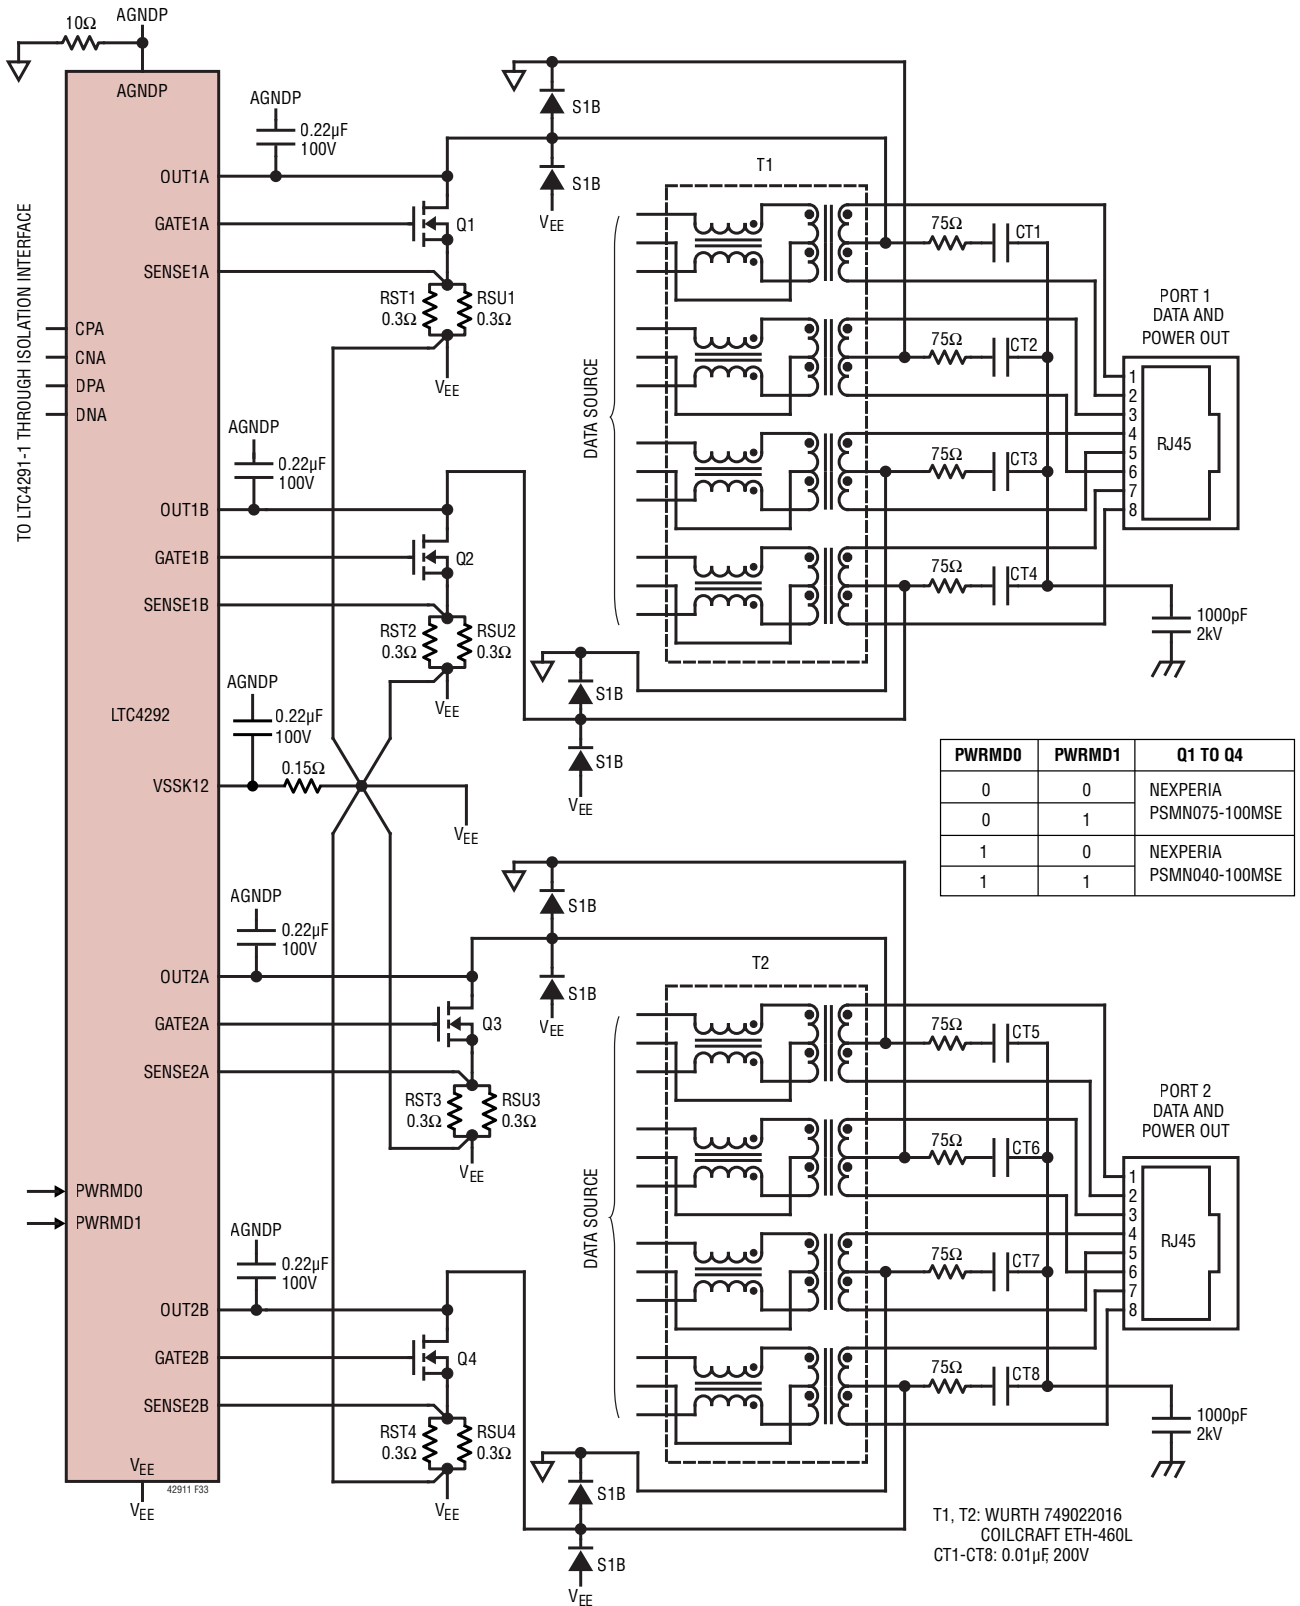 AGNDP
10Ω
AGNDP
AGNDP
0.22µF
100V
S1B
S1B
VEE
OUT1A
GATE1A
Q1
SENSE1A
RST1
0.3Ω
RSU1
0.3Ω
VEE
TO LTC4291-1 THROUGH ISOLATION INTERFACE
CPA
CNA
DPA
DNA
AGNDP
0.22µF
100V
OUT1B
GATE1B
Q2
SENSE1B
RST2
0.3Ω
RSU2
0.3Ω
VEE
T1
DATA SOURCE
75Ω
CT1
75Ω
CT2
75Ω
CT3
75Ω
CT4
PORT 1
DATA AND
POWER OUT
1
2
3
4
5
6
7
8
RJ45
1000pF
2kV
S1B
S1B
VEE
LTC4292
AGNDP
0.22µF
100V
VSSK12
0.15Ω
VEE
PWRMD0 PWRMD1 Q1 TO Q4
0 0 NEXPERIA
0 1 PSMN075-100MSE
1 0 NEXPERIA
1 1 PSMN040-100MSE
AGNDP
0.22µF
100V
S1B
S1B
VEE
OUT2A
GATE2A
Q3
SENSE2A
RST3
0.3Ω
RSU3
0.3Ω
VEE
PWRMD0
PWRMD1
AGNDP
0.22µF
100V
OUT2B
GATE2B
Q4
SENSE2B
RST4
0.3Ω
RSU4
0.3Ω
VEE
VEE
42911 F33
VEE
T2
DATA SOURCE
75Ω
CT5
75Ω
CT6
75Ω
CT7
75Ω
CT8
PORT 2
DATA AND
POWER OUT
1
2
3
4
5
6
7
8
RJ45
1000pF
2kV
S1B
S1B
VEE
T1, T2: WURTH 749022016
COILCRAFT ETH-460L
CT1-CT8: 0.01µF, 200V